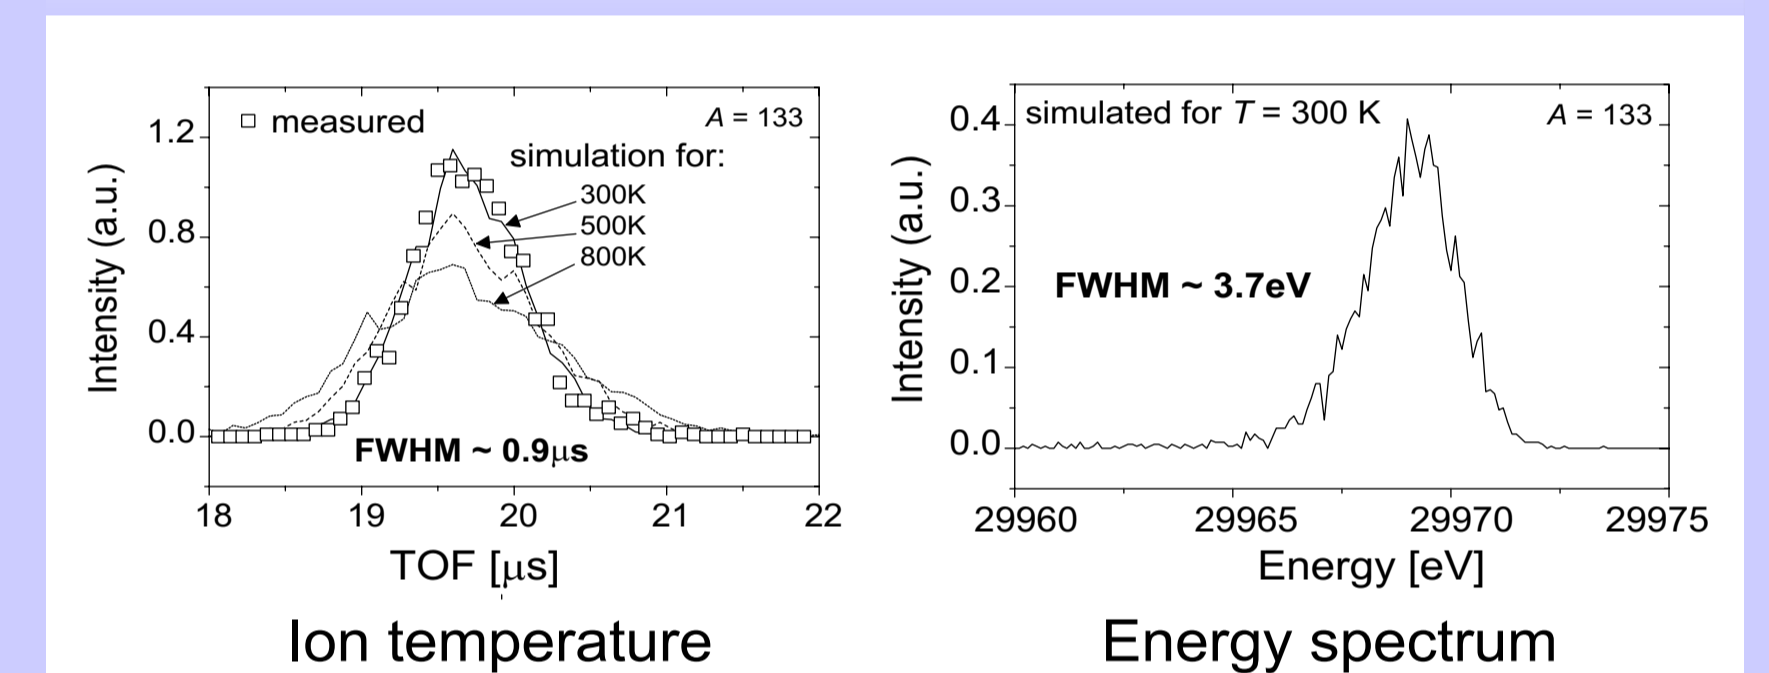 measured
A = 133
simulation for:
300K
500K
800K
FWHM ~ 0.9μs
1.2
0.8
0.4
0.0
Intensity (a.u.)
18 19 20 21 22
TOF [μs]
Ion temperature
simulated for T = 300 K
A = 133
FWHM ~ 3.7eV
0.4
0.3
0.2
0.1
0.0
Intensity (a.u.)
29960 29965 29970 29975
Energy [eV]
Energy spectrum